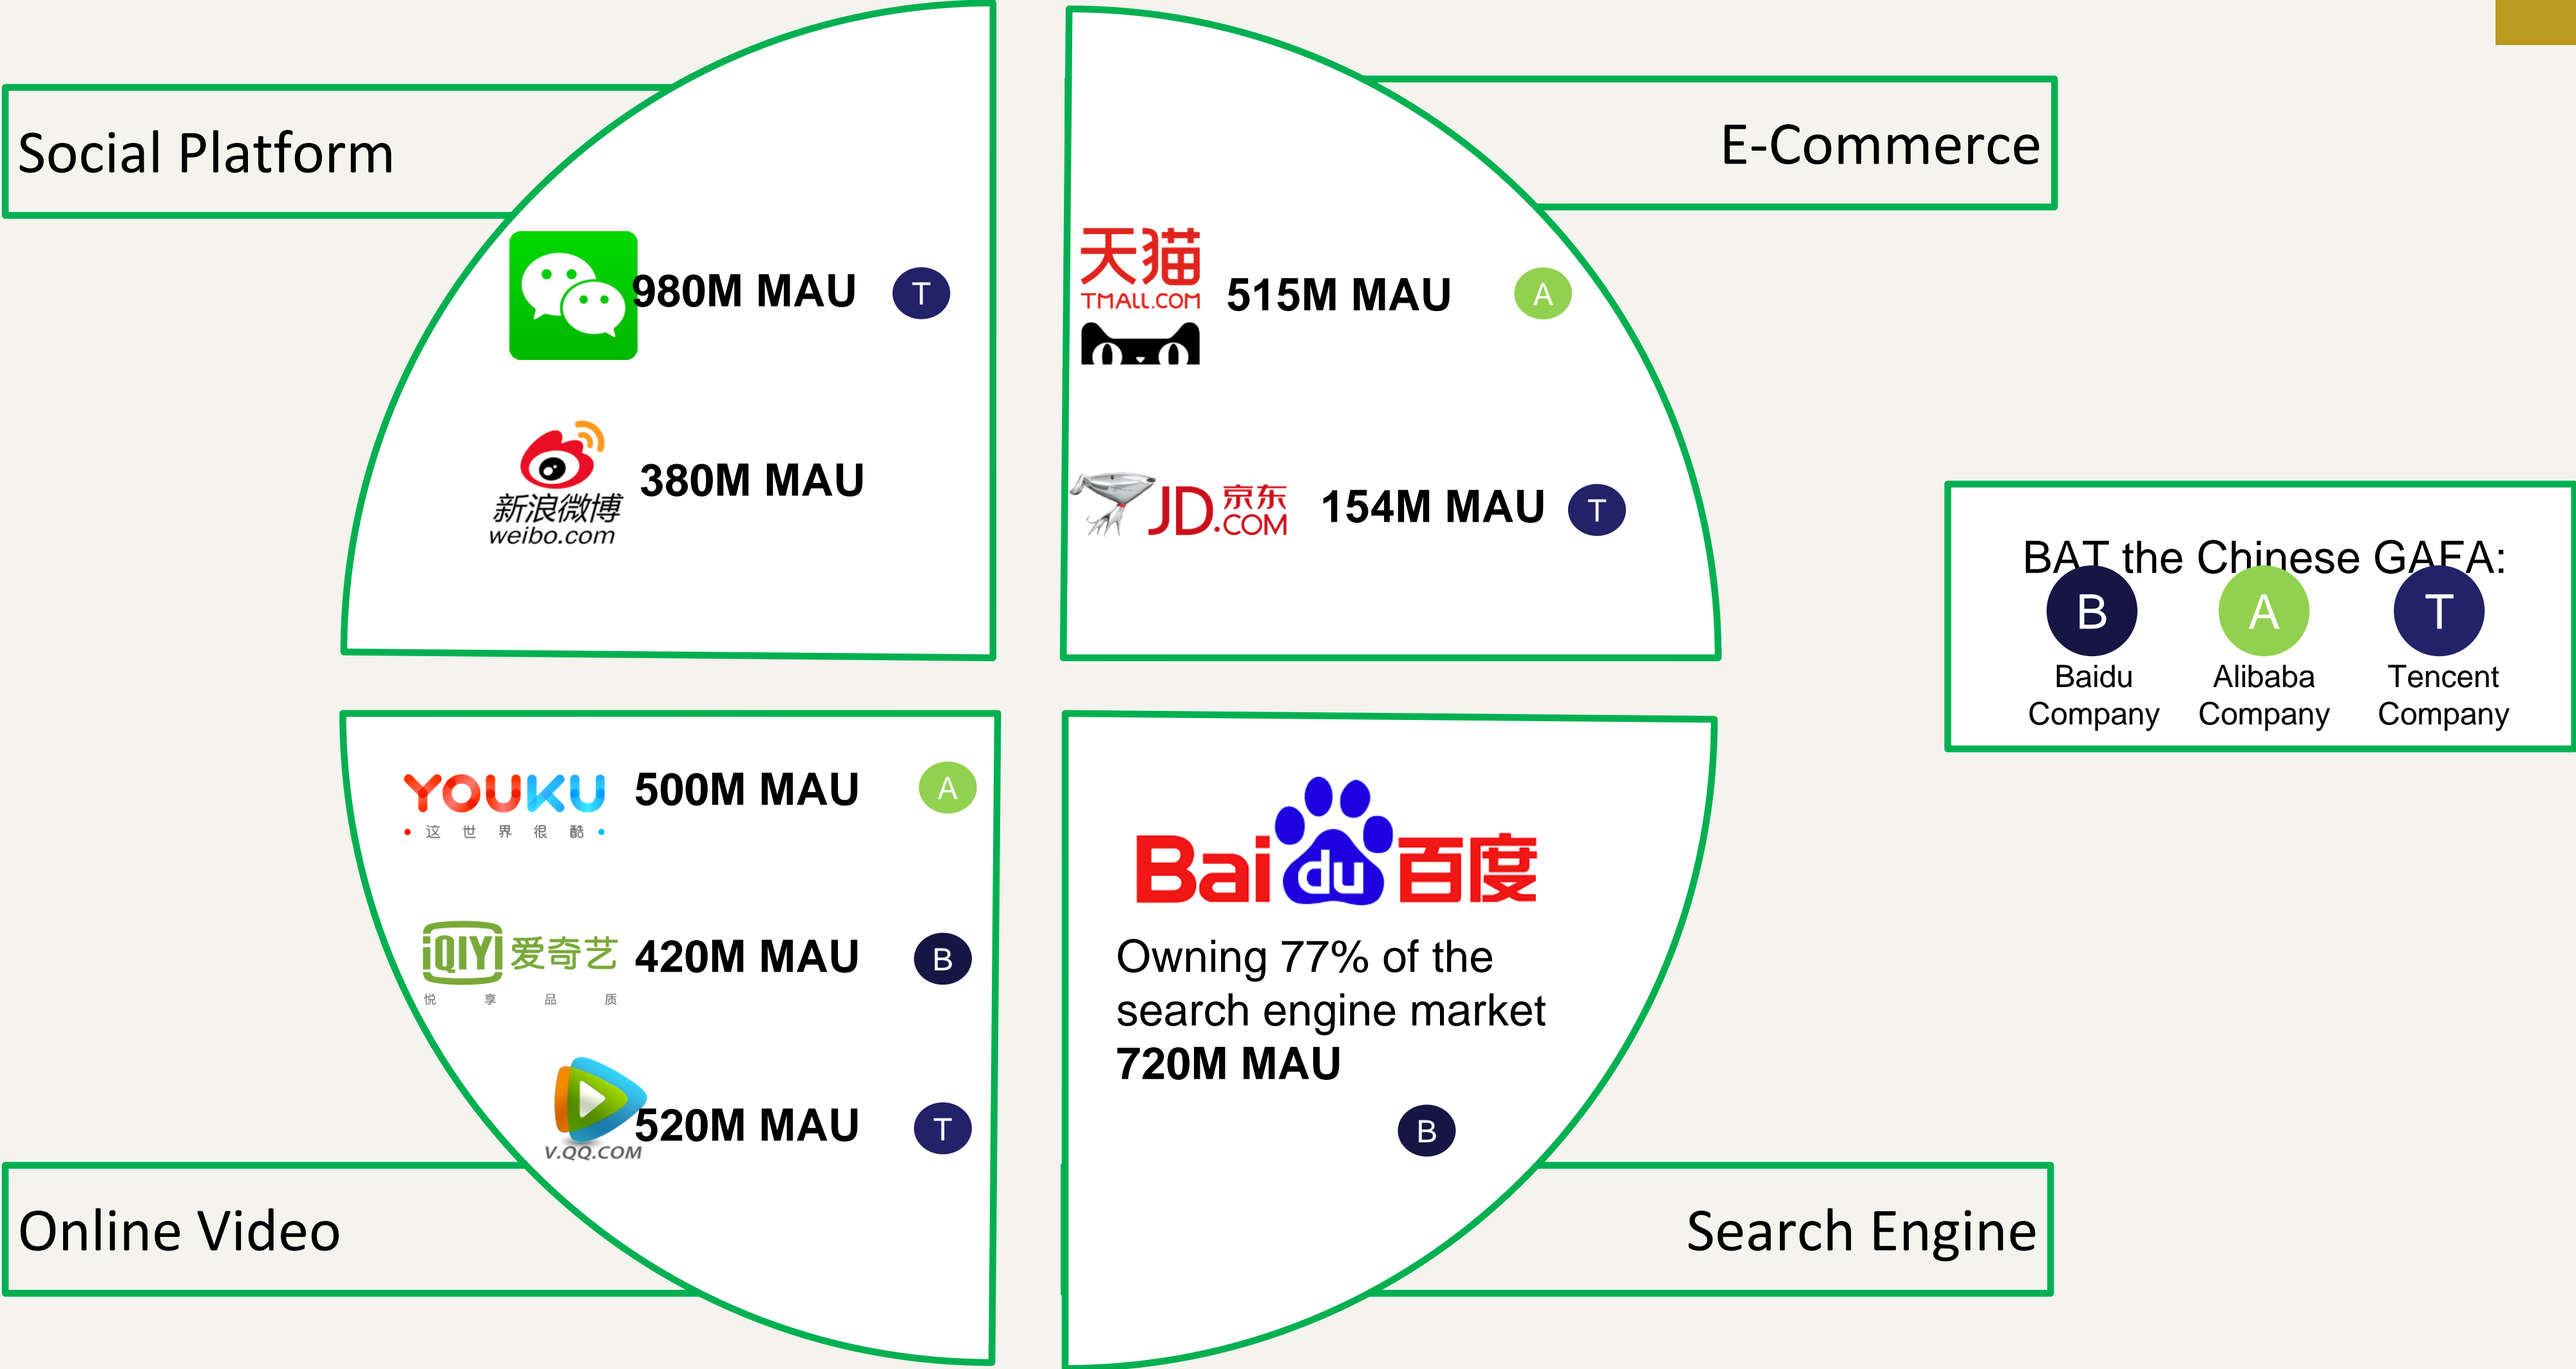 Social Platform
980M MAU
T
新浪微博
weibo.com
380M MAU
E-Commerce
天猫
TMALL.COM
515M MAU
A
JD.京东
.COM
154M MAU
T
BAT the Chinese GAFA:
B
A
T
Baidu
Company
Alibaba
Company
Tencent
Company
YOUKU
这世界很酷
500M MAU
A
iQIYI 爱奇艺
悦享品质
420M MAU
B
V.QQ.COM
520M MAU
T
Online Video
Bai du 百度
Owning 77% of the
search engine market
720M MAU
B
Search Engine